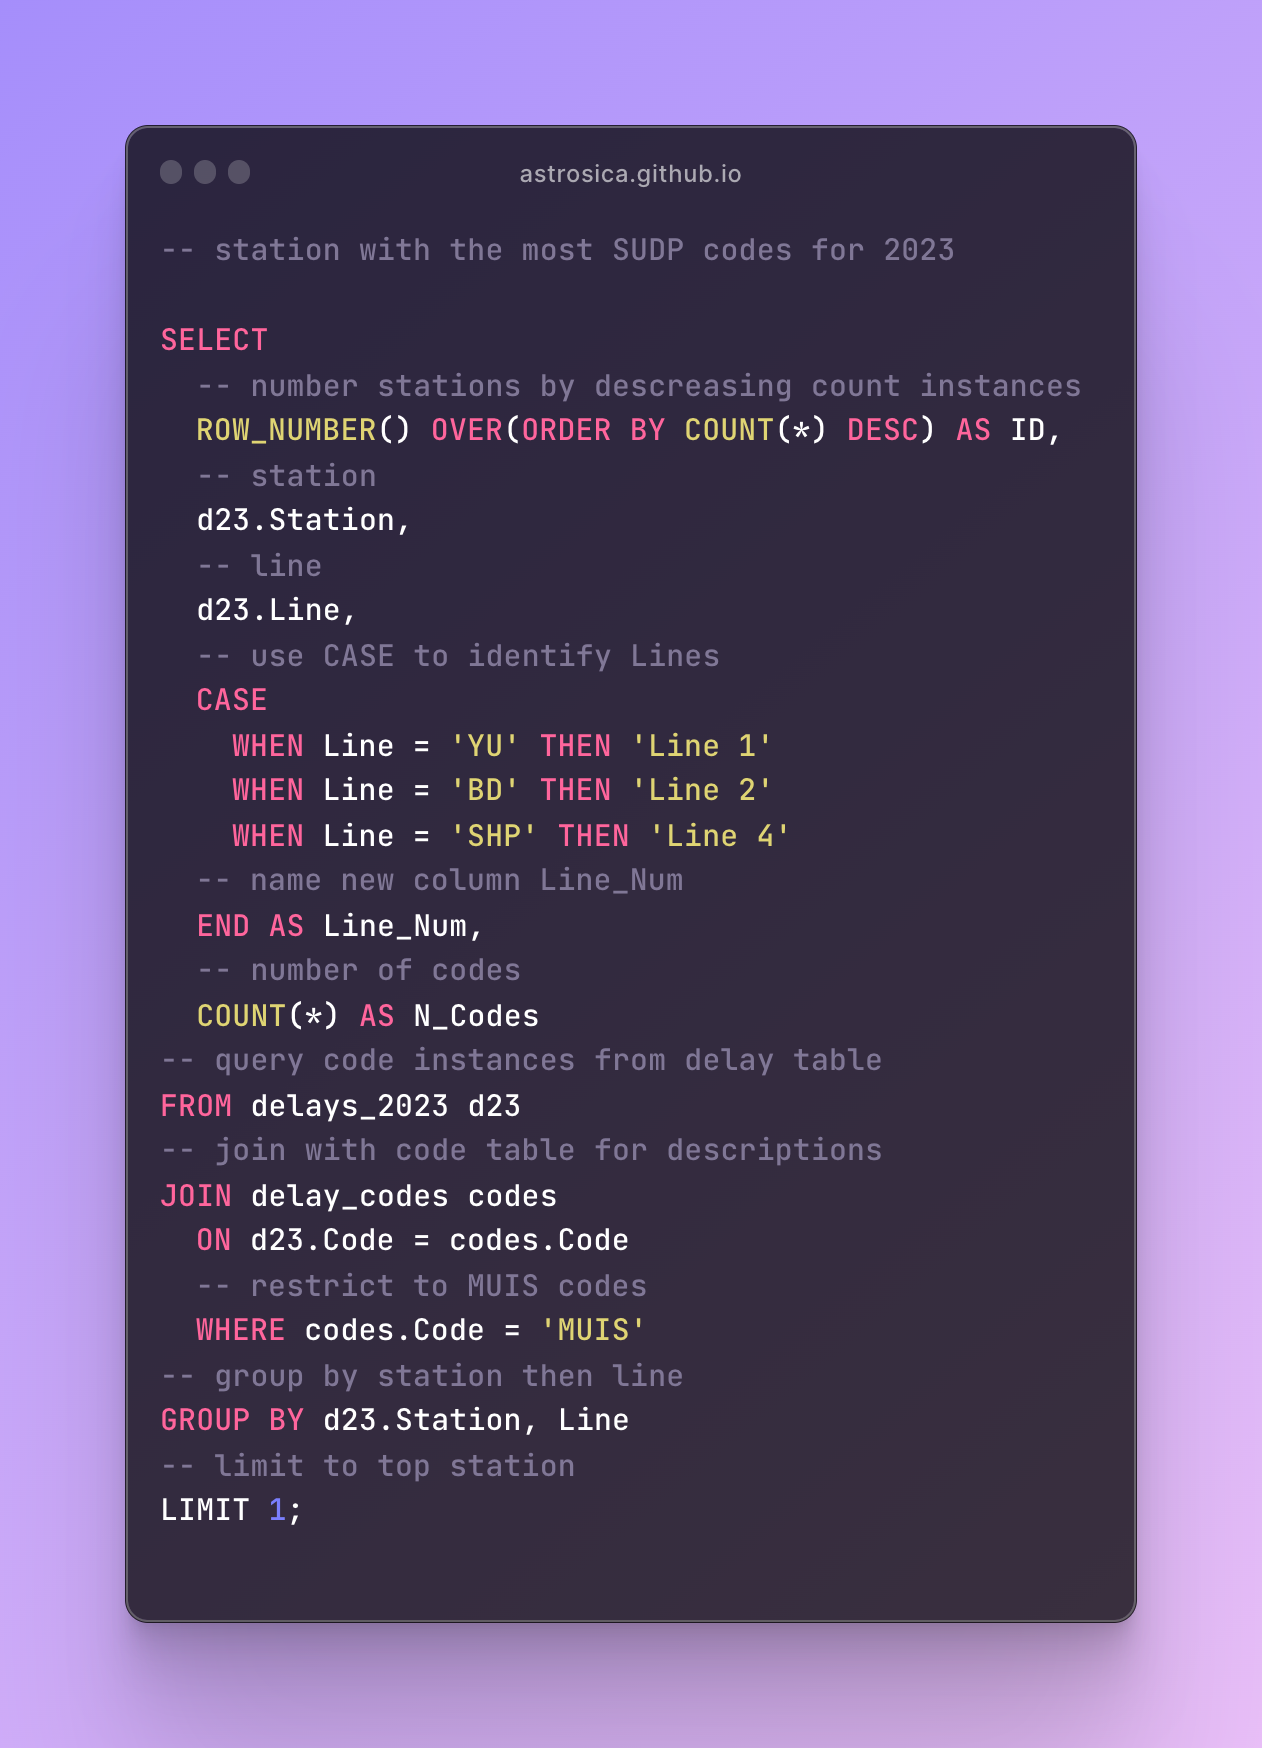 astrosica.github.io
-- station with the most SUDP codes for 2023
SELECT
-- number stations by descreasing count instances
ROW_NUMBER() OVER(ORDER BY COUNT(*) DESC) AS ID,
-- station
d23.Station,
-- line
d23.Line,
-- use CASE to identify Lines
CASE
WHEN Line = 'YU' THEN 'Line 1'
WHEN Line = 'BD' THEN 'Line 2'
WHEN Line = 'SHP' THEN 'Line 4'
-- name new column Line_Num
END AS Line_Num,
-- number of codes
COUNT(*) AS N_Codes
-- query code instances from delay table
FROM delays_2023 d23
-- join with code table for descriptions
JOIN delay_codes codes
ON d23.Code = codes.Code
-- restrict to MUIS codes
WHERE codes.Code = 'MUIS'
-- group by station then line
GROUP BY d23.Station, Line
-- limit to top station
LIMIT 1;